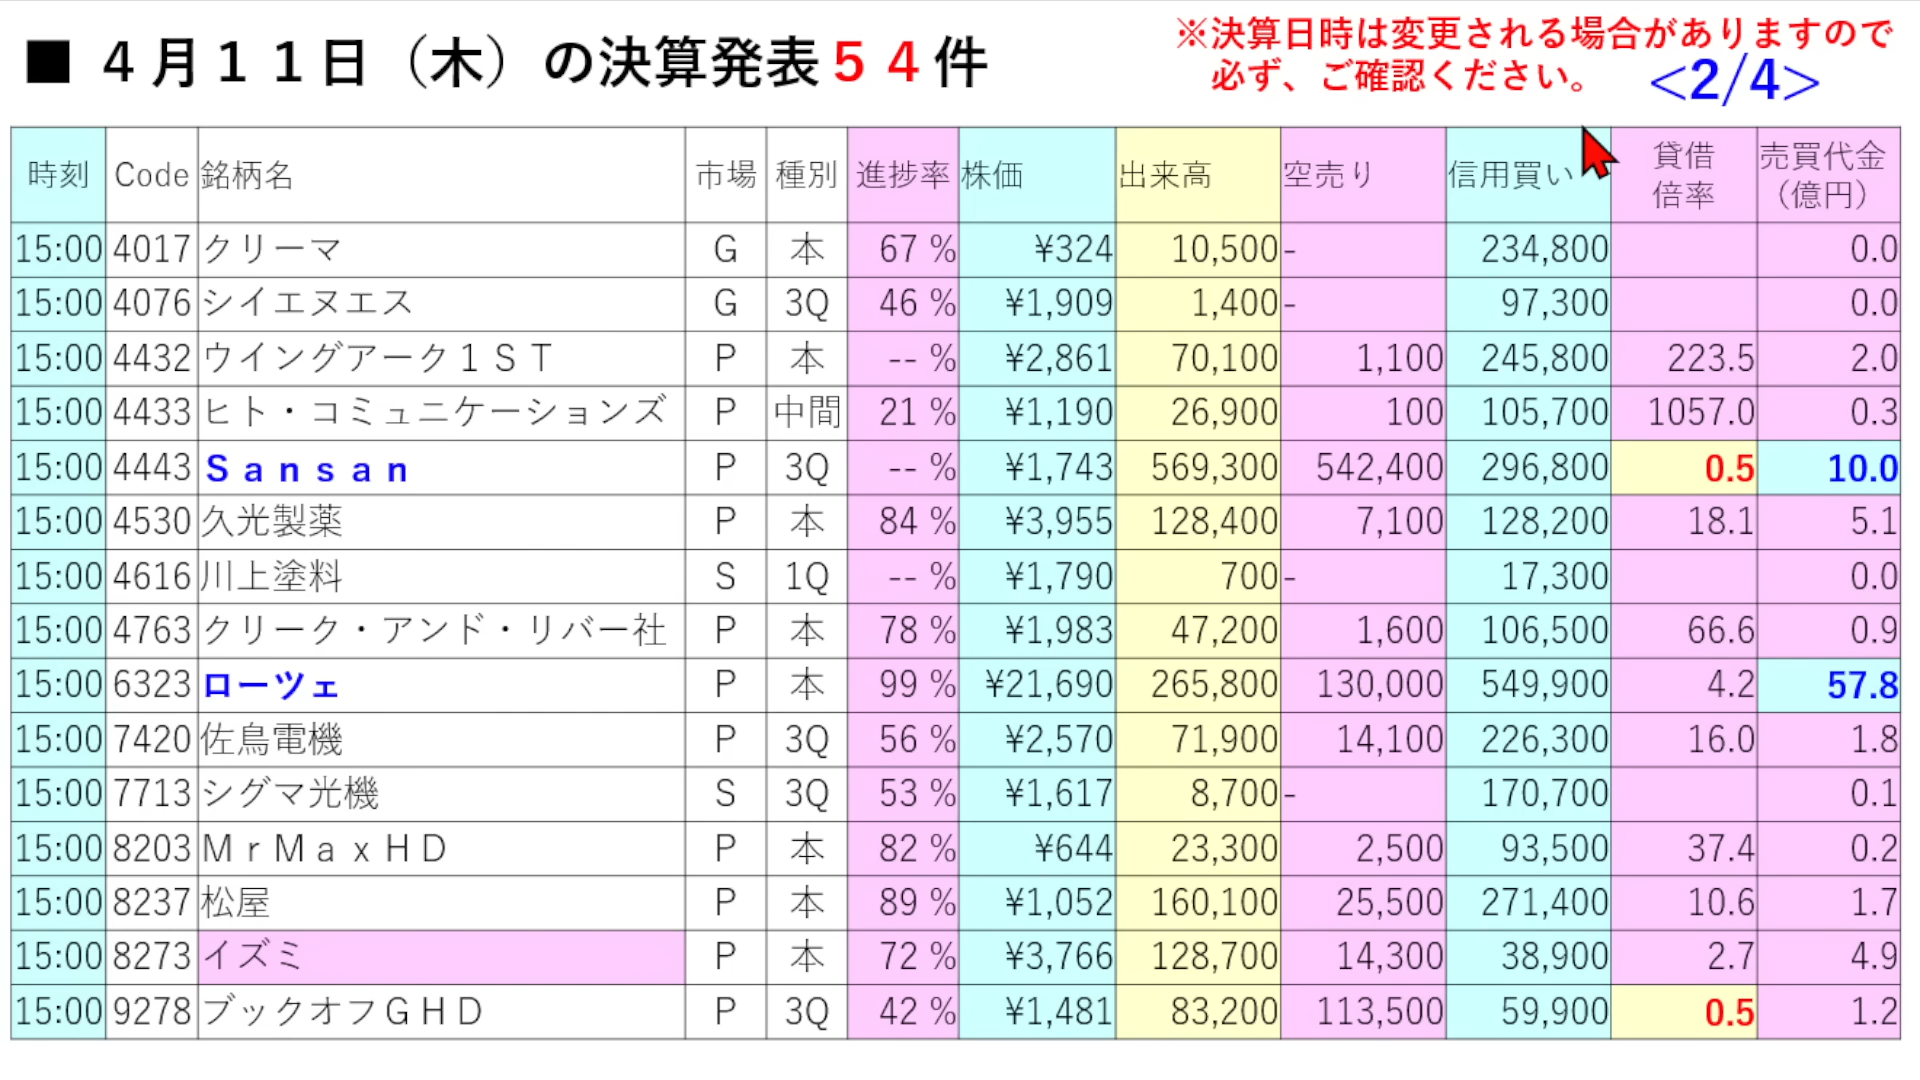 ■ ４月１１日（木）の決算発表５４件
※決算日時は変更される場合がありますので
必ず、ご確認ください。 <2/4>
時刻 Code 銘柄名 市場 種別 進捗率 株価 出来高 空売り 信用買い 貸借倍率 売買代金（億円）
15:00 4017 クリーマ G 本 67 % ¥324 10,500 - 234,800 0.0
15:00 4076 シイエヌエス G 3Q 46 % ¥1,909 1,400 - 97,300 0.0
15:00 4432 ウイングアーク１ＳＴ P 本 -- % ¥2,861 70,100 1,100 245,800 223.5 2.0
15:00 4433 ヒト・コミュニケーションズ P 中間 21 % ¥1,190 26,900 100 105,700 1057.0 0.3
15:00 4443 Ｓａｎｓａｎ P 3Q -- % ¥1,743 569,300 542,400 296,800 0.5 10.0
15:00 4530 久光製薬 P 本 84 % ¥3,955 128,400 7,100 128,200 18.1 5.1
15:00 4616 川上塗料 S 1Q -- % ¥1,790 700 - 17,300 0.0
15:00 4763 クリーク・アンド・リバー社 P 本 78 % ¥1,983 47,200 1,600 106,500 66.6 0.9
15:00 6323 ローツェ P 本 99 % ¥21,690 265,800 130,000 549,900 4.2 57.8
15:00 7420 佐鳥電機 P 3Q 56 % ¥2,570 71,900 14,100 226,300 16.0 1.8
15:00 7713 シグマ光機 S 3Q 53 % ¥1,617 8,700 - 170,700 0.1
15:00 8203 ＭｒＭａｘＨＤ P 本 82 % ¥644 23,300 2,500 93,500 37.4 0.2
15:00 8237 松屋 P 本 89 % ¥1,052 160,100 25,500 271,400 10.6 1.7
15:00 8273 イズミ P 本 72 % ¥3,766 128,700 14,300 38,900 2.7 4.9
15:00 9278 ブックオフＧＨＤ P 3Q 42 % ¥1,481 83,200 113,500 59,900 0.5 1.2